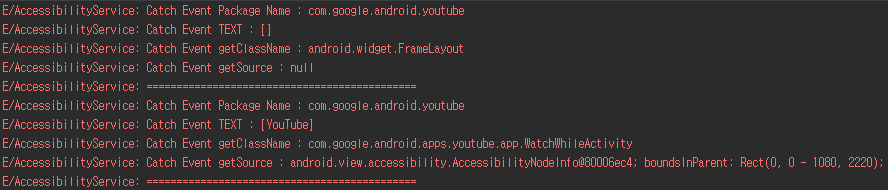 E/AccessibilityService: Catch Event Package Name : com.google.android.youtube
E/AccessibilityService: Catch Event TEXT : []
E/AccessibilityService: Catch Event getClassName : android.widget.FrameLayout
E/AccessibilityService: Catch Event getSource : null
E/AccessibilityService: =============================================
E/AccessibilityService: Catch Event Package Name : com.google.android.youtube
E/AccessibilityService: Catch Event TEXT : [YouTube]
E/AccessibilityService: Catch Event getClassName : com.google.android.apps.youtube.app.WatchWhileActivity
E/AccessibilityService: Catch Event getSource : android.view.accessibility.AccessibilityNodeInfo@80006ec4; boundsInParent: Rect(0, 0 - 1080, 2220);
E/AccessibilityService: =============================================